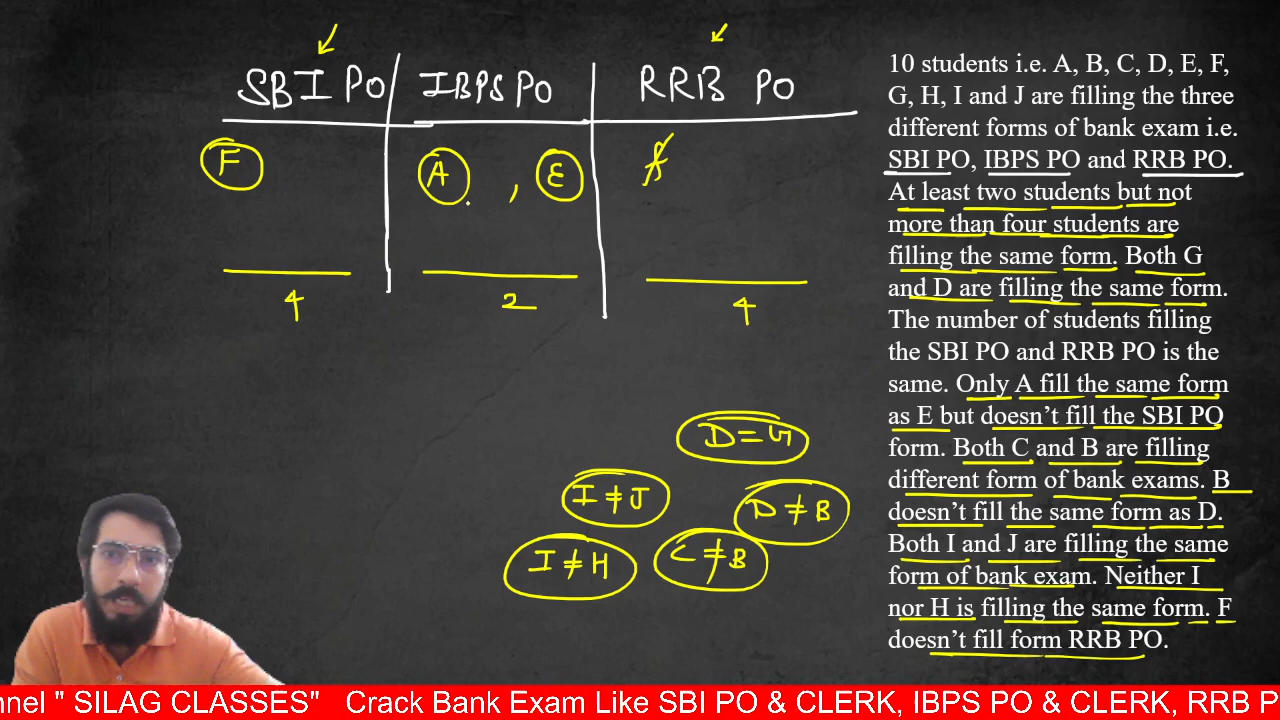 SBI PO IBPS PO RRB PO
F A , E A
4 2 4
D=G
I≠J D≠B
I≠H C≠B
10 students i.e. A, B, C, D, E, F,
G, H, I and J are filling the three
different forms of bank exam i.e.
SBI PO, IBPS PO and RRB PO.
At least two students but not
more than four students are
filling the same form. Both G
and D are filling the same form.
The number of students filling
the SBI PO and RRB PO is the
same. Only A fill the same form
as E but doesn’t fill the SBI PO
form. Both C and B are filling
different form of bank exams. B
doesn’t fill the same form as D.
Both I and J are filling the same
form of bank exam. Neither I
nor H is filling the same form. F
doesn’t fill form RRB PO.
nnel " SILAG CLASSES" Crack Bank Exam Like SBI PO & CLERK, IBPS PO & CLERK, RRB P